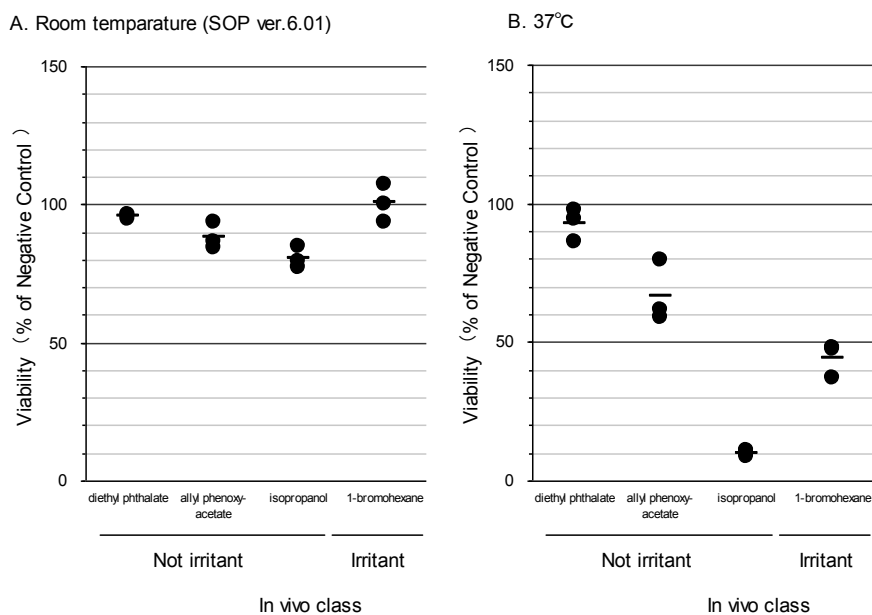 A. Room temparature (SOP ver.6.01)
B. 37°C
Viability (% of Negative Control )
150
100
50
0
diethyl phthalate
allyl phenoxy-
acetate
isopropanol
1-bromohexane
Not irritant
Irritant
In vivo class
Viability (% of Negative Control )
150
100
50
0
diethyl phthalate
allyl phenoxy-
acetate
isopropanol
1-bromohexane
Not irritant
Irritant
In vivo class